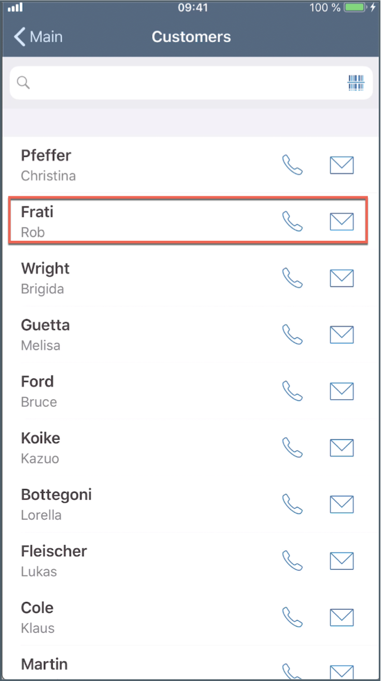 09:41
100 %
Main
Customers
Pfeffer
Christina
Frati
Rob
Wright
Brigida
Guetta
Melisa
Ford
Bruce
Koike
Kazuo
Bottegoni
Lorella
Fleischer
Lukas
Cole
Klaus
Martin